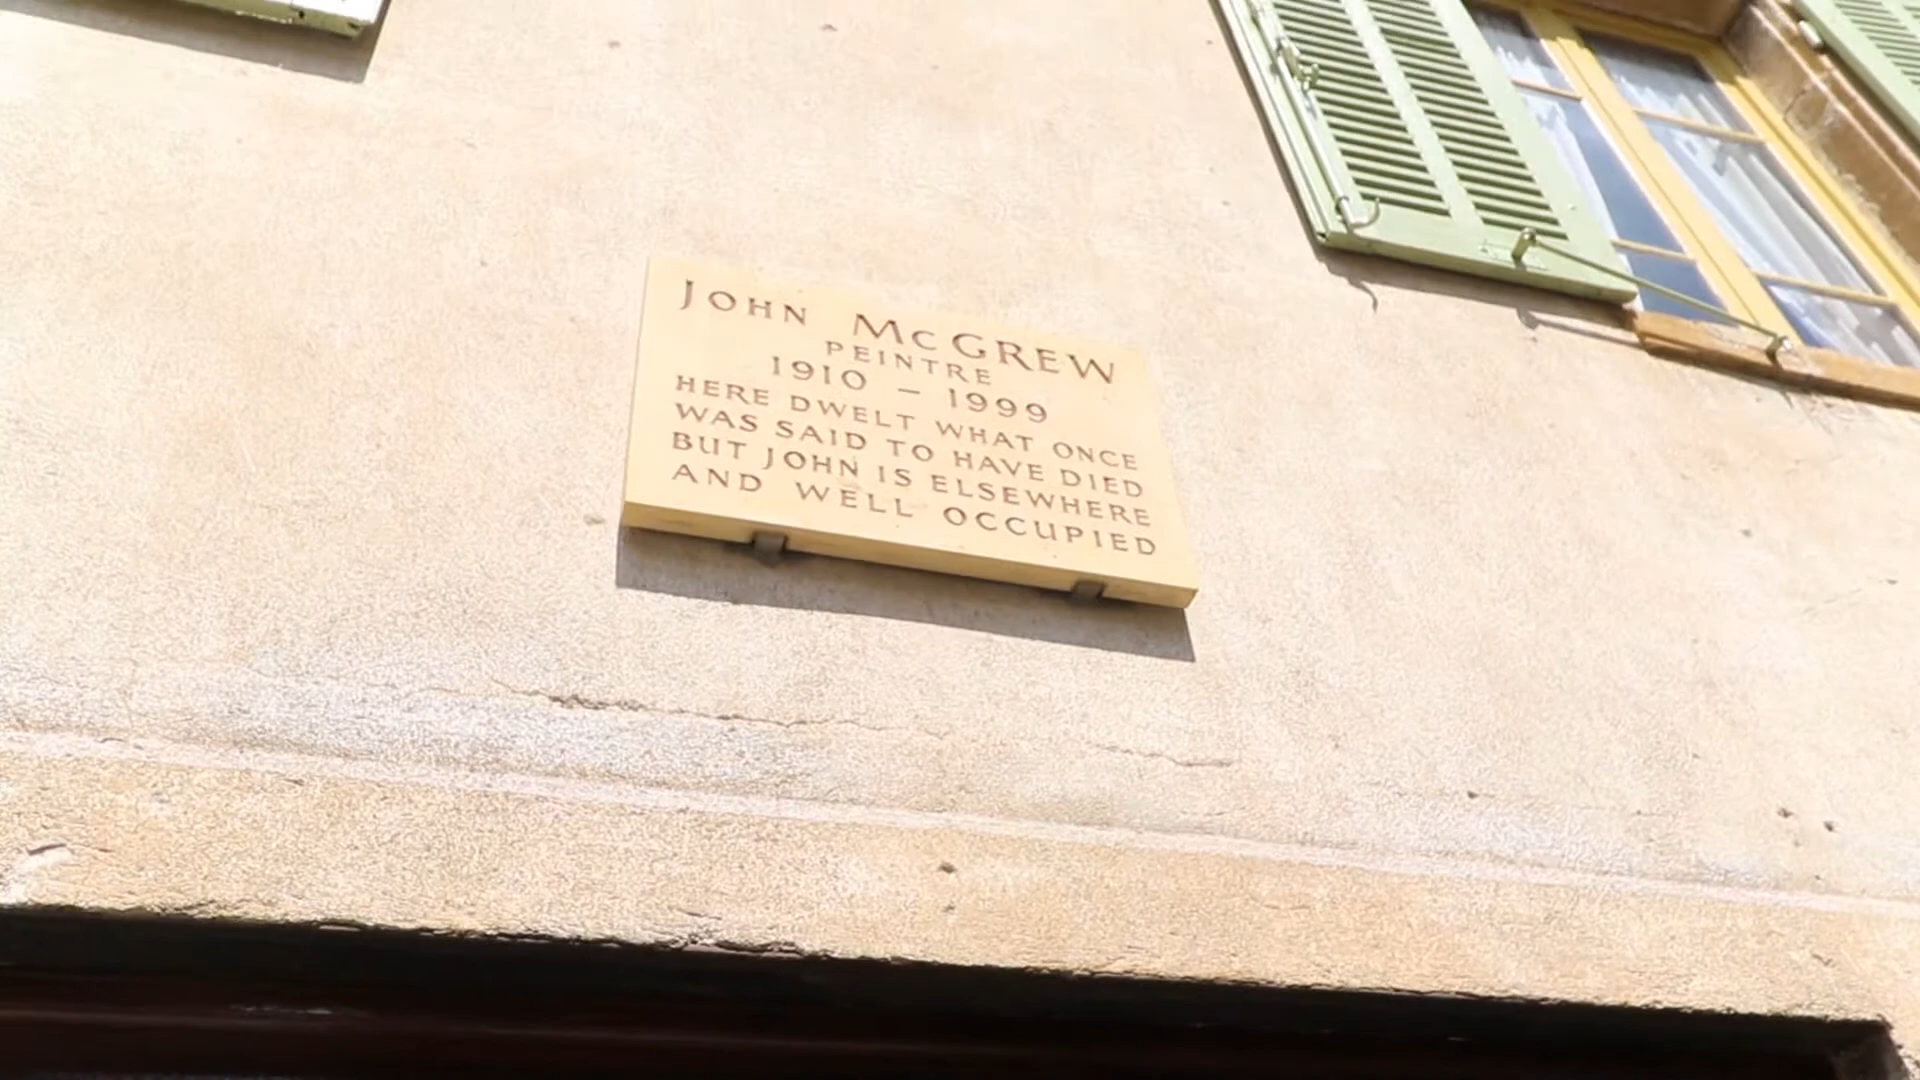 JOHN McGREW
PEINTRE
1910 – 1999
HERE DWELT WHAT ONCE
WAS SAID TO HAVE DIED
BUT JOHN IS ELSEWHERE
AND WELL OCCUPIED